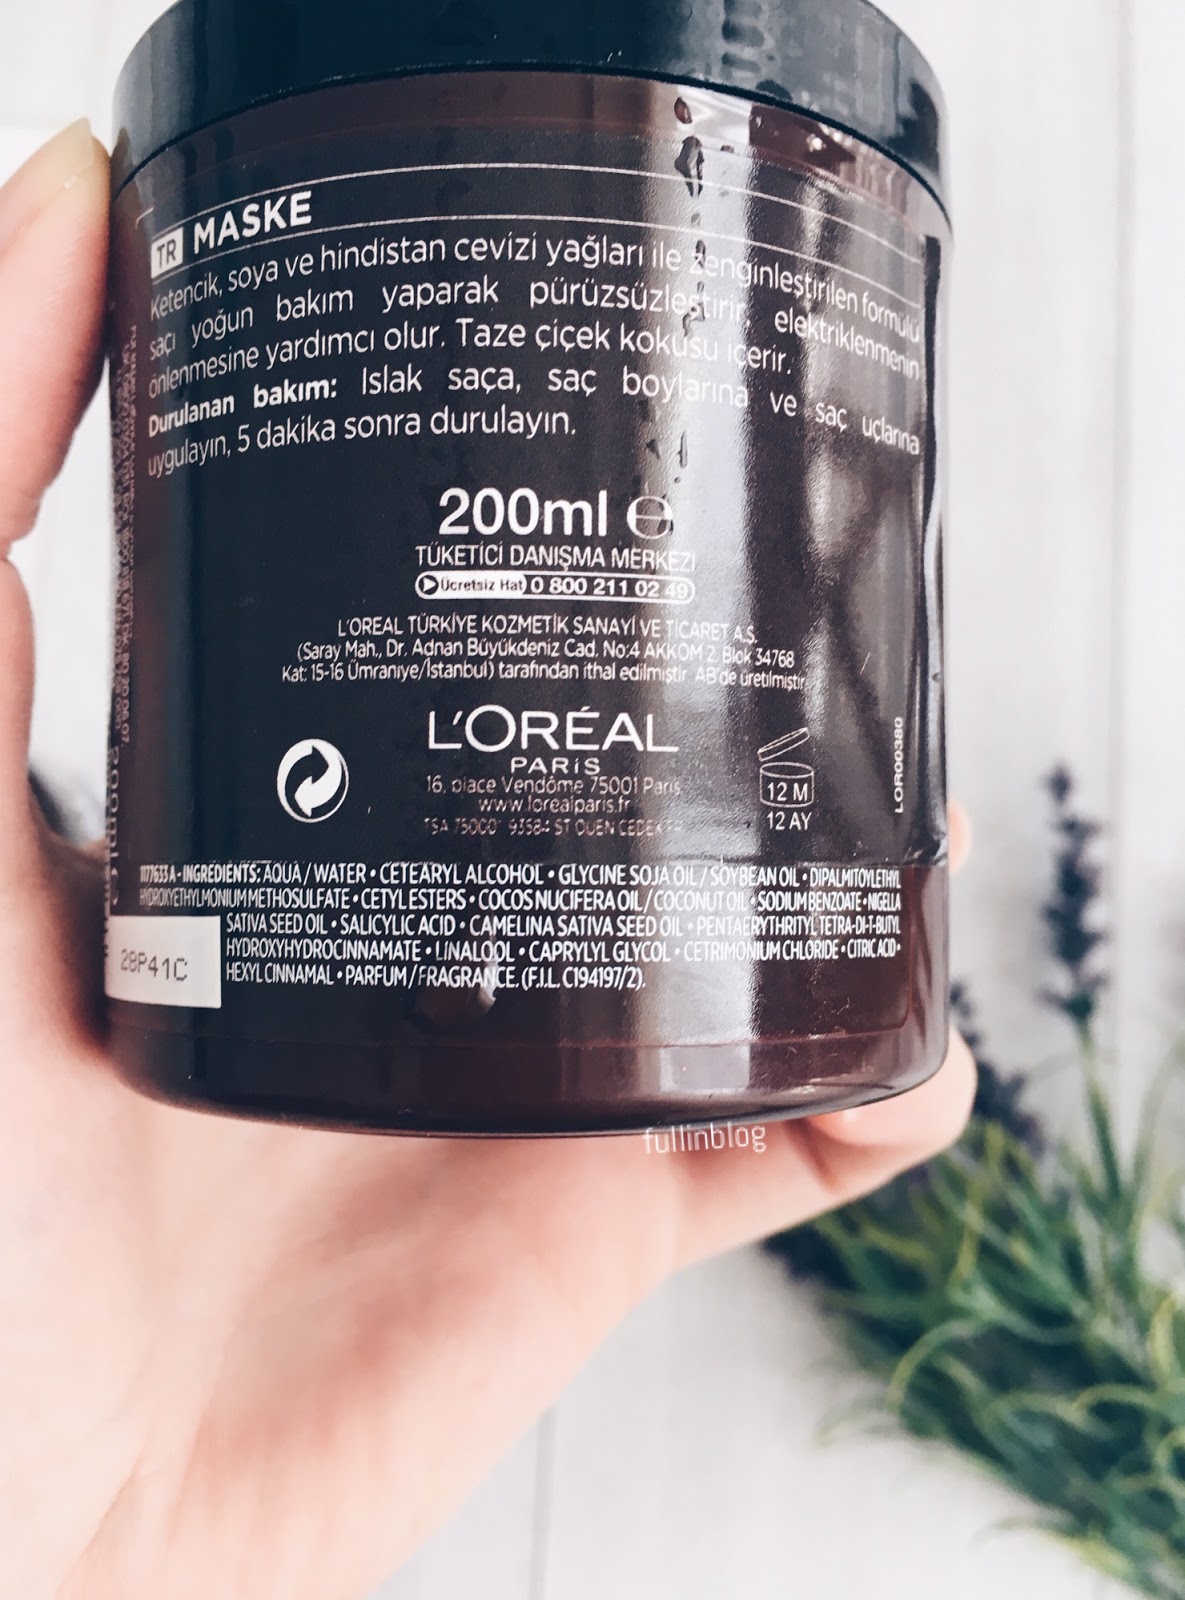 TR MASKE
Ketencik, soya ve hindistan cevizi yağları ile zenginleştirilen formülü
saçı yoğun bakım yaparak pürüzsüzleştirir, elektriklenmenin
önlenmesine yardımcı olur. Taze çiçek kokusu içerir.
Durulanan bakım: Islak saça, saç boylarına ve saç uçlarına
uygulayın, 5 dakika sonra durulayın.
200ml ℮
TÜKETİCİ DANIŞMA MERKEZİ
Ücretsiz Hat 0 800 211 02 49
L'OREAL TÜRKİYE KOZMETİK SANAYİ VE TİCARET A.Ş.
(Saray Mah., Dr. Adnan Büyükdeniz Cad. No:4 AKKOM 2. Blok 34768
Kat: 15-16 Ümraniye/İstanbul) tarafından ithal edilmiştir. AB'de üretilmiştir.
L'ORÉAL
PARiS
16, place Vendôme 75001 Paris
www.lorealparis.fr
TSA 75000 93584 ST OUEN CEDEX
12 M
12 AY
LOR00380
1177633 A - INGREDIENTS: AQUA / WATER • CETEARYL ALCOHOL • GLYCINE SOJA OIL / SOYBEAN OIL • DIPALMITOYLETHYL
HYDROXYETHYLMONIUM METHOSULFATE • CETYL ESTERS • COCOS NUCIFERA OIL / COCONUT OIL • SODIUM BENZOATE • NIGELLA
SATIVA SEED OIL • SALICYLIC ACID • CAMELINA SATIVA SEED OIL • PENTAERYTHRITYL TETRA-DI-T-BUTYL
HYDROXYHYDROCINNAMATE • LINALOOL • CAPRYLYL GLYCOL • CETRIMONIUM CHLORIDE • CITRIC ACID •
HEXYL CINNAMAL • PARFUM / FRAGRANCE. (F.I.L. C194197/2).
28P41C
fullinblog